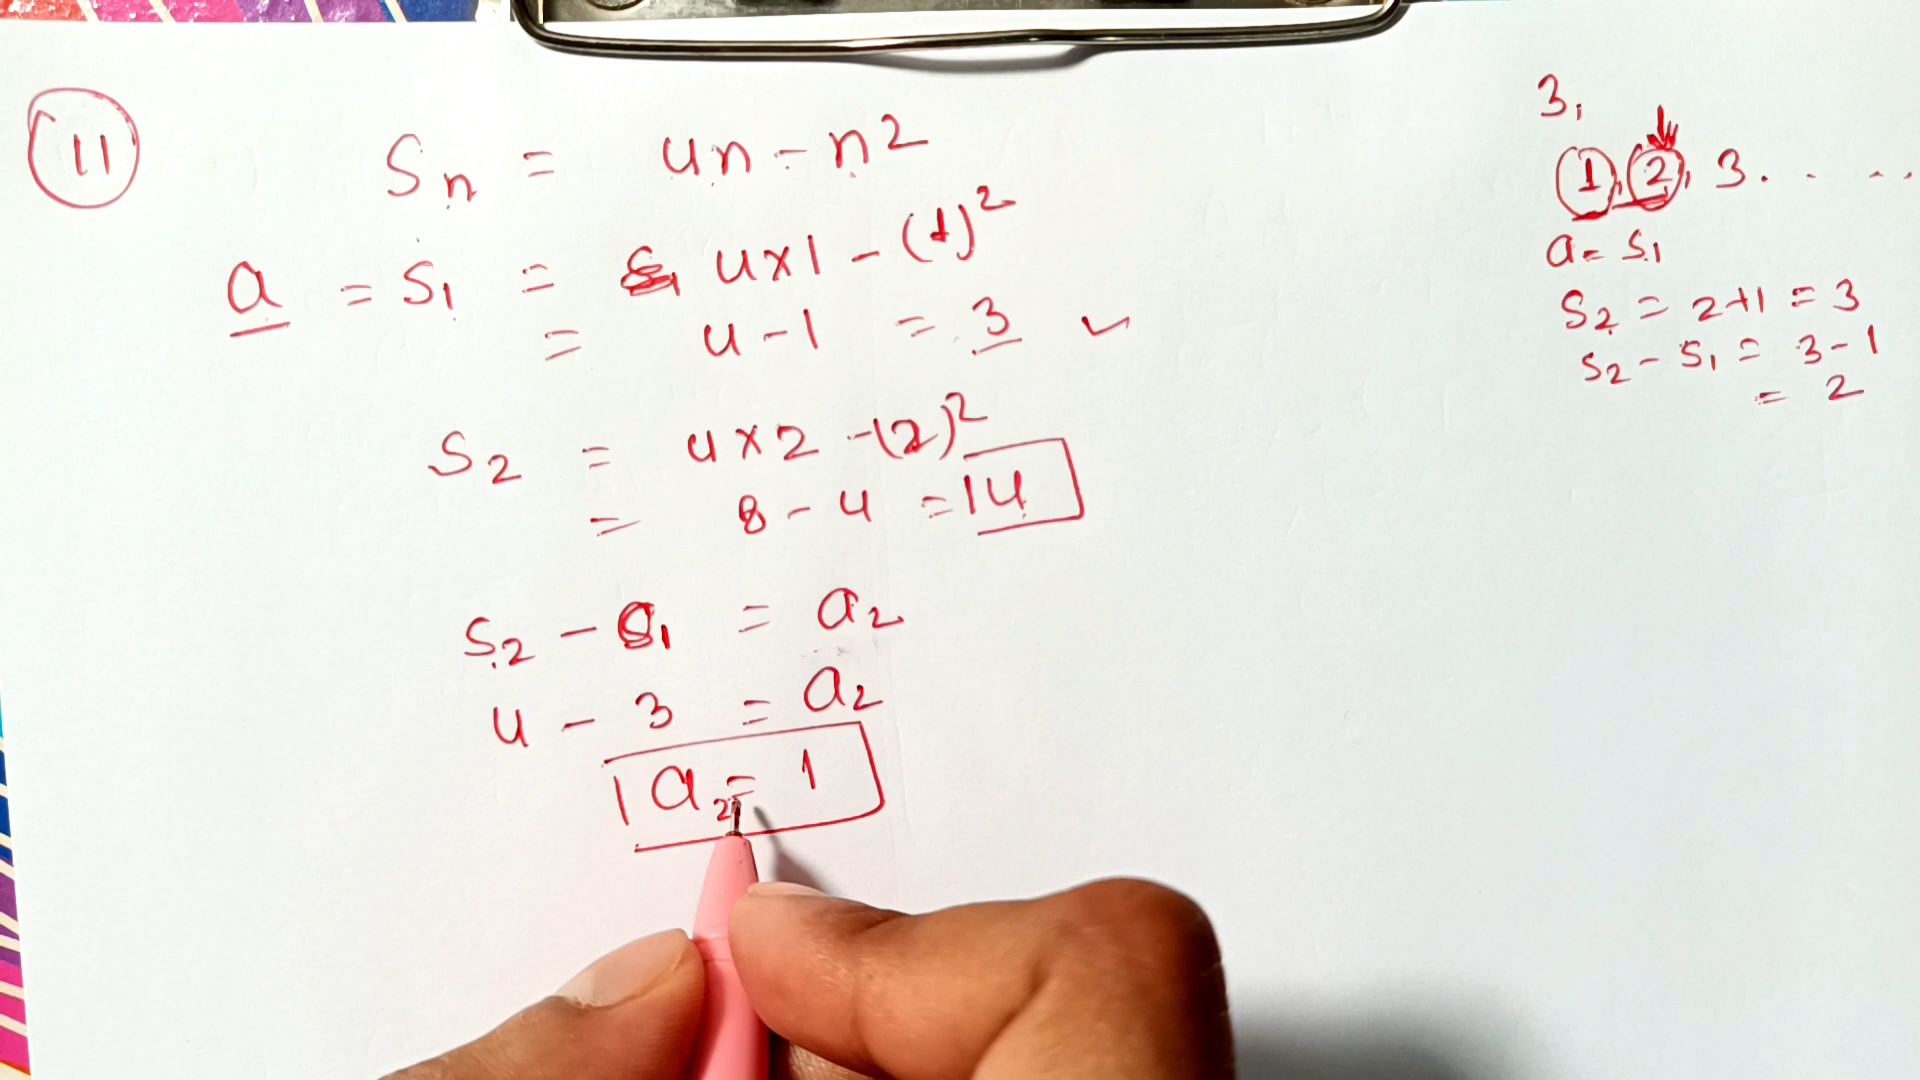 11
Sn = 4n - n2
a = S1 = 4x1 - (1)²
= 4-1 = 3 ✓
S2 = 4x2 -(2)²
= 8-4 = 4
S2 - S1 = a2
4 - 3 = a2
a2 = 1
3,
1, 2, 3. . . .
a= S1
S2 = 2+1 = 3
S2 - S1 = 3-1
= 2